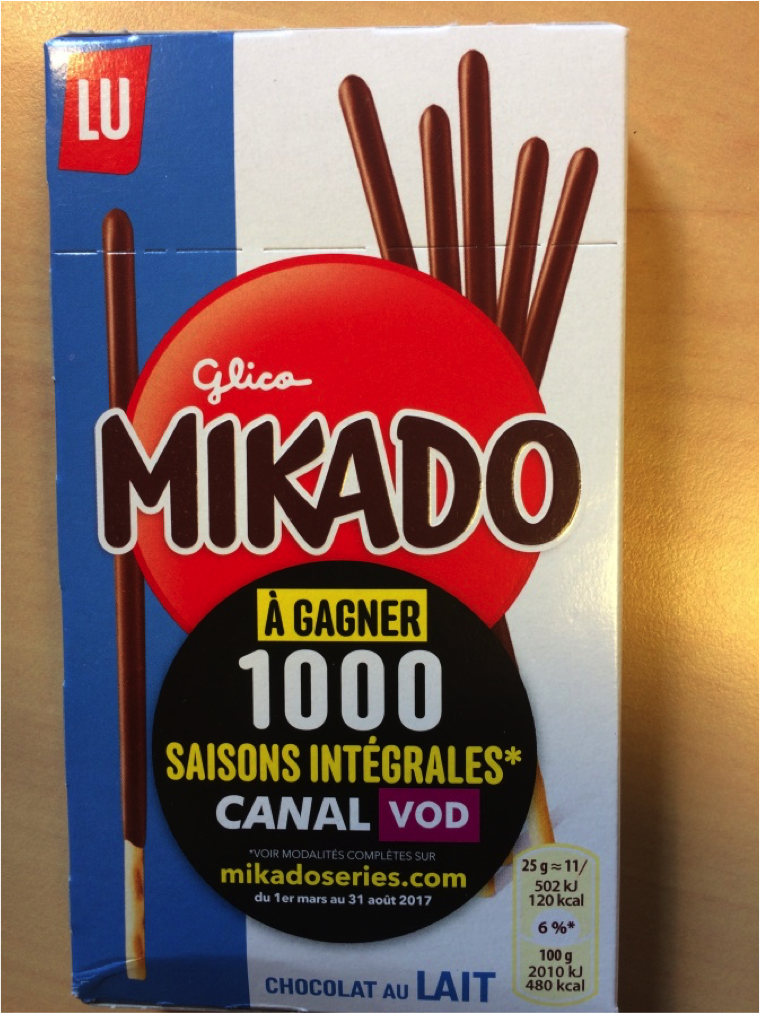 LU
Glico
MIKADO
À GAGNER
1000
SAISONS INTÉGRALES*
CANAL VOD
*VOIR MODALITÉS COMPLÈTES SUR
mikadoseries.com
du 1er mars au 31 août 2017
25 g ≈ 11/
502 kJ
120 kcal
6 %*
100 g
2010 kJ
480 kcal
CHOCOLAT AU LAIT